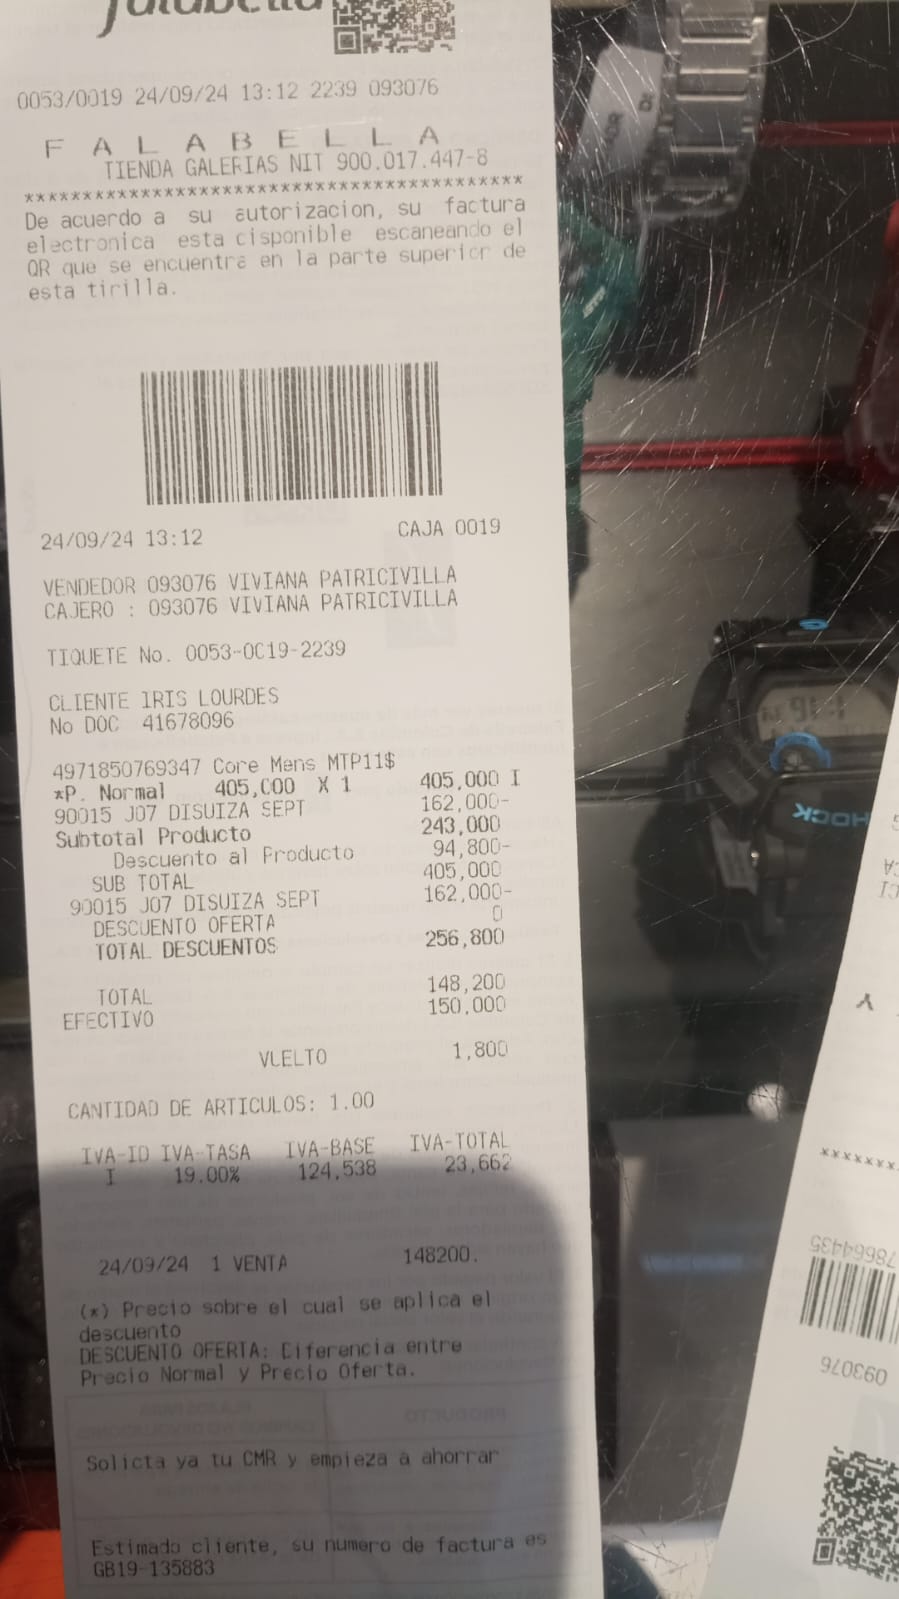 falabella
0053/0019 24/09/24 13:12 2239 093076
F A L A B E L L A
TIENDA GALERIAS NIT 900.017.447-8
******************************************
De acuerdo a su autorizacion, su factura
electronica esta cisponible escaneando el
QR que se encuentra en la parte superior de
esta tirilla.
24/09/24 13:12 CAJA 0019
VENDEDOR 093076 VIVIANA PATRICIVILLA
CAJERO : 093076 VIVIANA PATRICIVILLA
TIQUETE No. 0053-0C19-2239
CLIENTE IRIS LOURDES
No DOC 41678096
4971850769347 Core Mens MTP11$
*P. Normal 405,C00 X 1 405,000 I
90015 J07 DISUIZA SEPT 162,000-
Subtotal Producto 243,000
Descuento al Producto 94,800-
SUB TOTAL 405,000
90015 J07 DISUIZA SEPT 162,000-
DESCUENTO OFERTA 0
TOTAL DESCUENTOS 256,800
TOTAL 148,200
EFECTIVO 150,000
VLELTO 1,800
CANTIDAD DE ARTICULOS: 1.00
IVA-ID IVA-TASA IVA-BASE IVA-TOTAL
I 19.00% 124,538 23,662
24/09/24 1 VENTA 148200.
(*) Precio sobre el cual se aplica el
descuento
DESCUENTO OFERTA: Eiferencia entre
Precio Normal y Precio Oferta.
Solicta ya tu CMR y empieza a ahorrar
Estimado cliente, su numero de factura es
GB19-135883
HOCK
Y
*******
78664435
093076